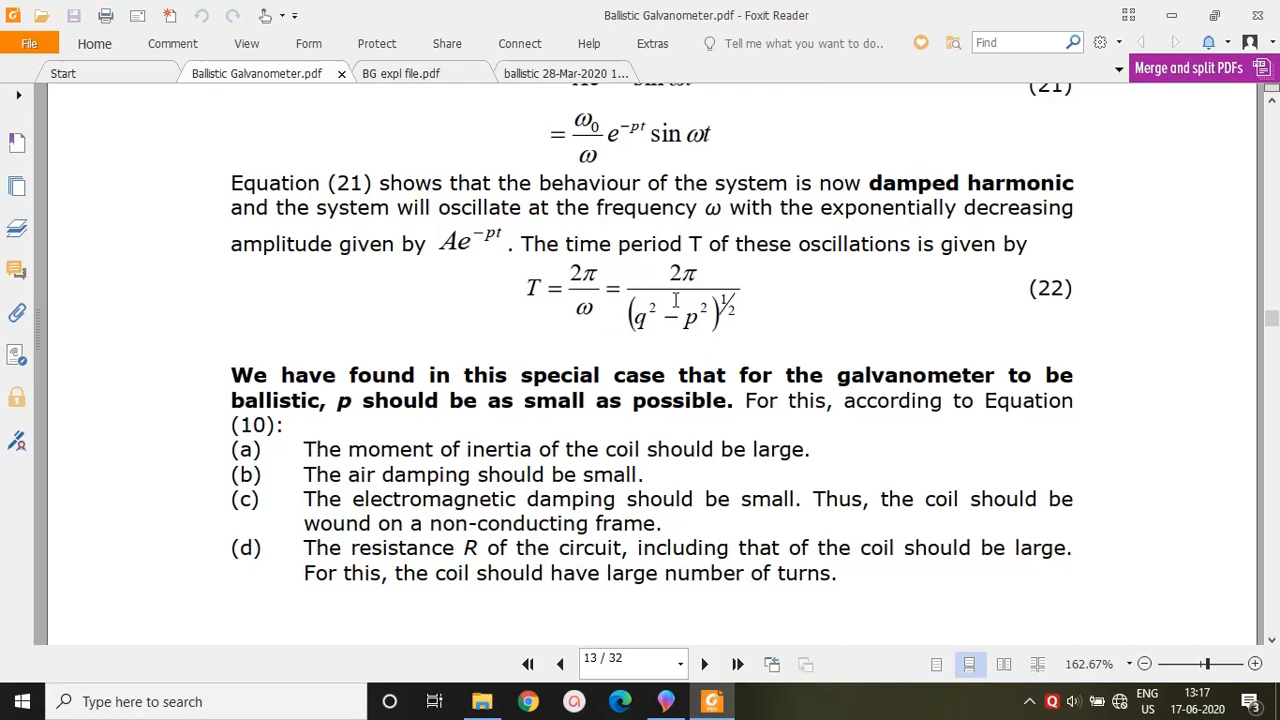 Ballistic Galvanometer.pdf - Foxit Reader
File Home Comment View Form Protect Share Connect Help Extras Tell me what you want to do.. Find
Start Ballistic Galvanometer.pdf BG expl file.pdf ballistic 28-Mar-2020 1... Merge and split PDFs
(21)
= ω₀/ω e^{−pt} sin ωt
Equation (21) shows that the behaviour of the system is now damped harmonic
and the system will oscillate at the frequency ω with the exponentially decreasing
amplitude given by Ae^{−pt} . The time period T of these oscillations is given by
T = 2π/ω = 2π/(q² − p²)^{1/2} (22)
We have found in this special case that for the galvanometer to be
ballistic, p should be as small as possible. For this, according to Equation
(10):
(a) The moment of inertia of the coil should be large.
(b) The air damping should be small.
(c) The electromagnetic damping should be small. Thus, the coil should be
wound on a non-conducting frame.
(d) The resistance R of the circuit, including that of the coil should be large.
For this, the coil should have large number of turns.
13 / 32 162.67%
Type here to search ENG 13:17
US 17-06-2020 3